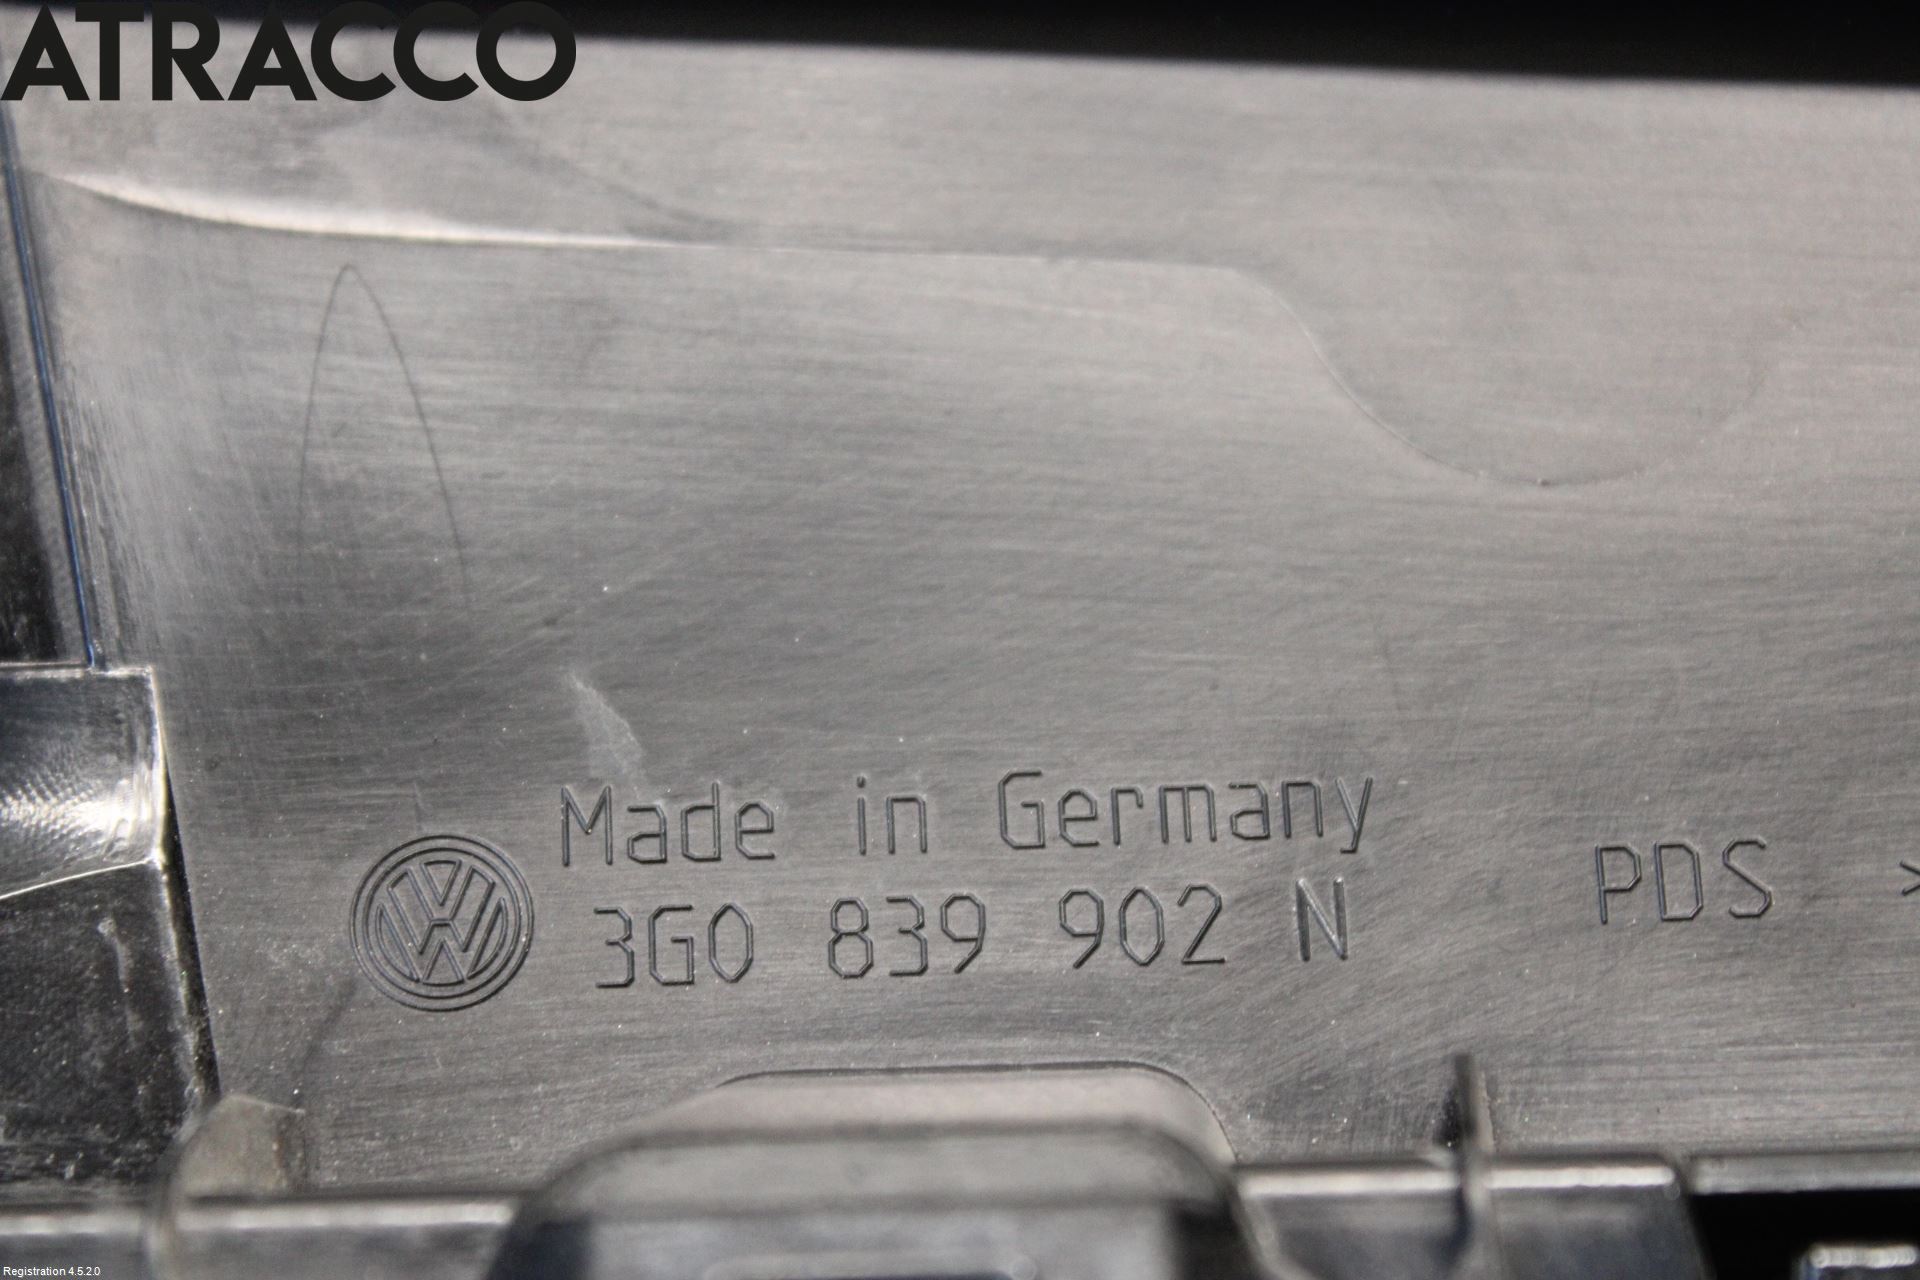 ATRACCO
Made in Germany
3G0 839 902 N
PDS >
Registration 4.5.2.0